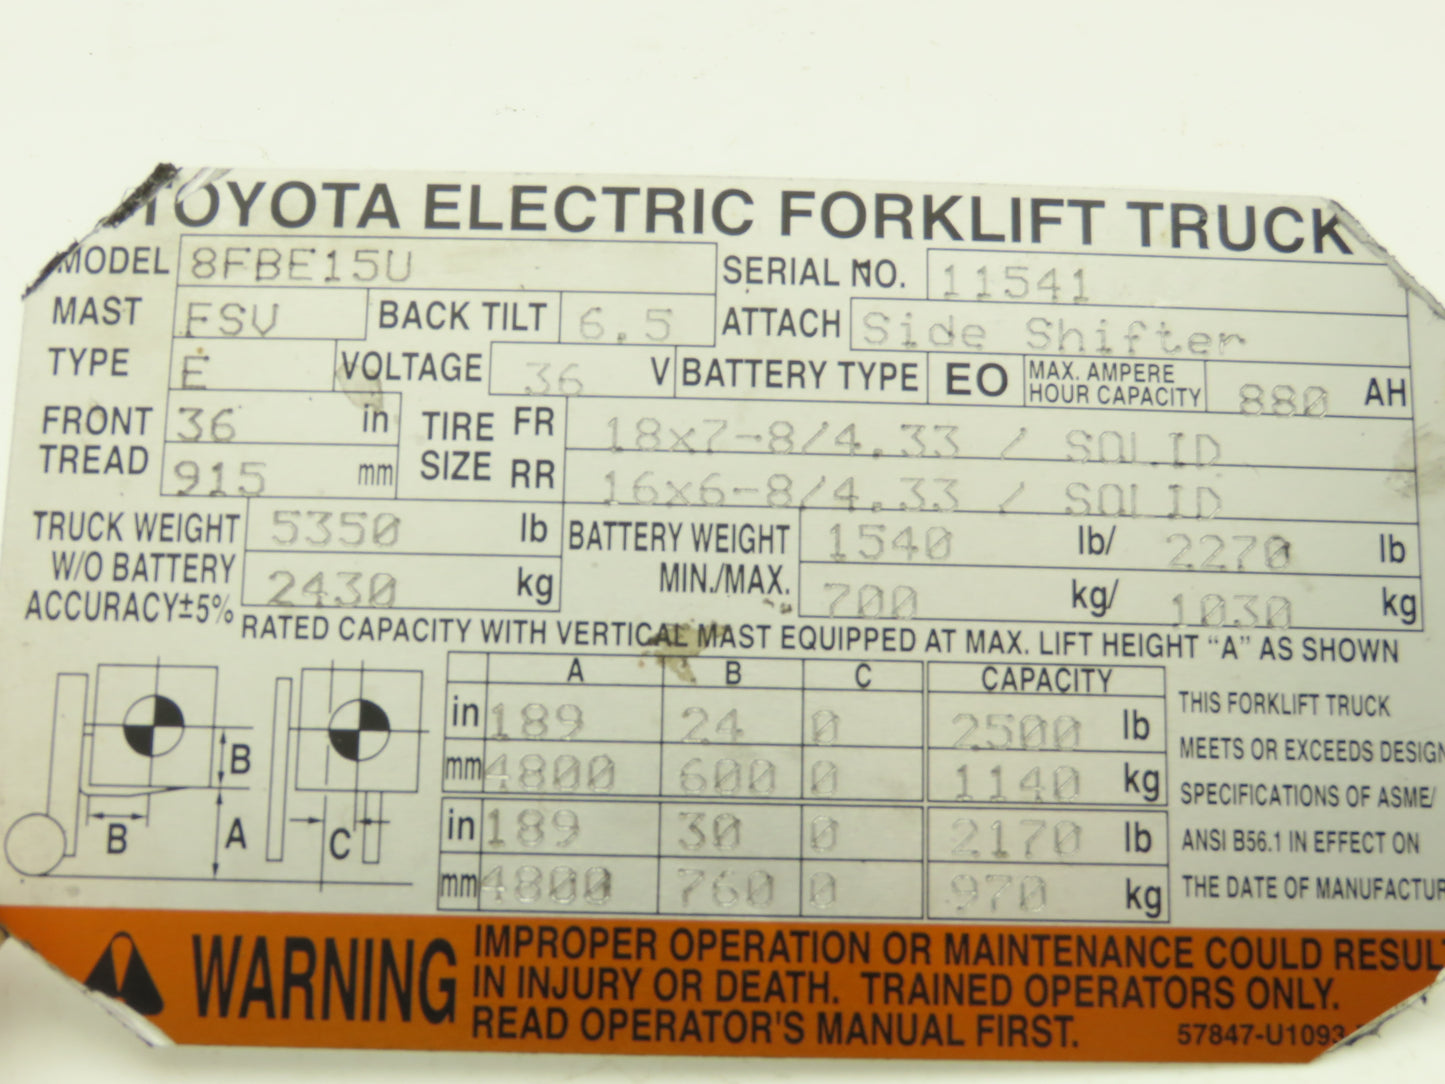 TOYOTA ELECTRIC FORKLIFT TRUCK
MODEL 8FBE15U SERIAL NO. 11541
MAST FSV BACK TILT 6.5 ATTACH Side Shifter
TYPE E VOLTAGE 36 V BATTERY TYPE EO MAX. AMPERE HOUR CAPACITY 880 AH
FRONT TREAD 36 in TIRE SIZE FR 18x7-8/4.33 / SOLID
915 mm RR 16x6-8/4.33 / SOLID
TRUCK WEIGHT W/O BATTERY ACCURACY±5% 5350 lb BATTERY WEIGHT MIN./MAX. 1540 lb/ 2270 lb
2430 kg 700 kg/ 1030 kg
RATED CAPACITY WITH VERTICAL MAST EQUIPPED AT MAX. LIFT HEIGHT "A" AS SHOWN
A B C CAPACITY
in 189 24 0 2500 lb
mm 4800 600 0 1140 kg
in 189 30 0 2170 lb
mm 4800 760 0 970 kg
B
B A C
THIS FORKLIFT TRUCK
MEETS OR EXCEEDS DESIGN
SPECIFICATIONS OF ASME/
ANSI B56.1 IN EFFECT ON
THE DATE OF MANUFACTUR
WARNING
IMPROPER OPERATION OR MAINTENANCE COULD RESULT
IN INJURY OR DEATH. TRAINED OPERATORS ONLY.
READ OPERATOR'S MANUAL FIRST.
57847-U1093